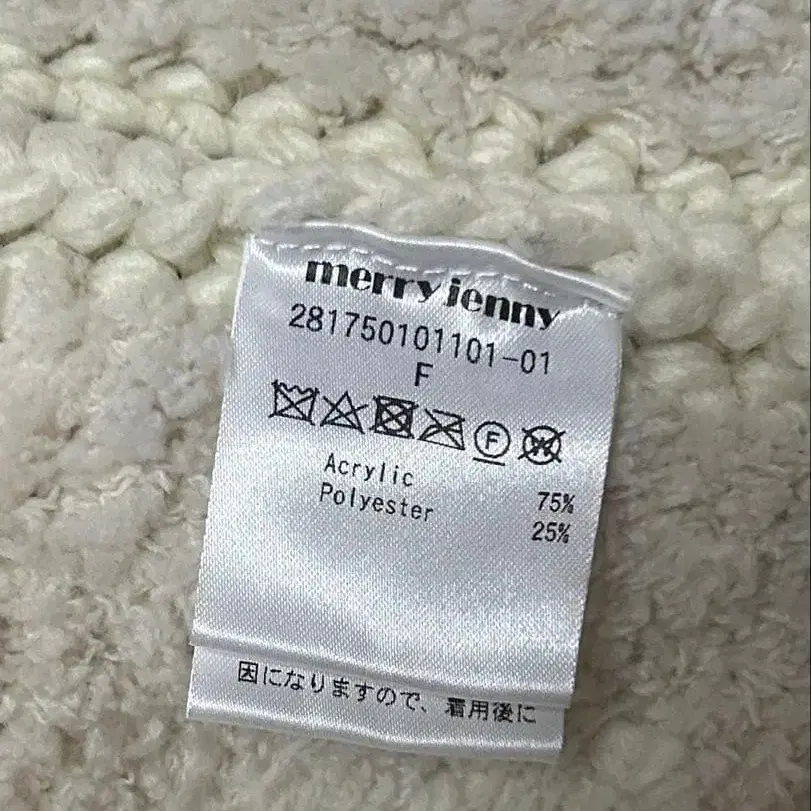 merry jenny
281750101101-01
F
F
W
Acrylic 75%
Polyester 25%
因になりますので、着用後に